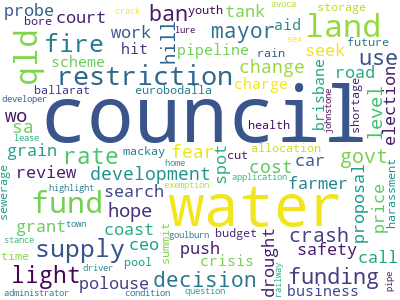 probe
bore
court
ban
tank
aid
youth
crack
lure
avoca
sex
storage
rain
future
mayor
land
fire
hill
hit
work
pipeline
seek
scheme
change
use
qld
restriction
brisbane
road
ballarat
eurobodalla
charge
shortage
level
election
council
wo
sa
health
johnstone
grain
rate
fear
cut
allocation
car
govt
review
development
spot
cost
farmer
mackay
home
application
exemption
lease
developer
sewerage
highlight
search
fund
hope
water
proposal
price
harassment
grant
town
coast
goulburn
budget
crash
stance
supply
ceo
push
crisis
drought
safety
call
time
driver
pool
summit
railway
funding
light
polouse
decision
business
pipe
administrator
condition
question